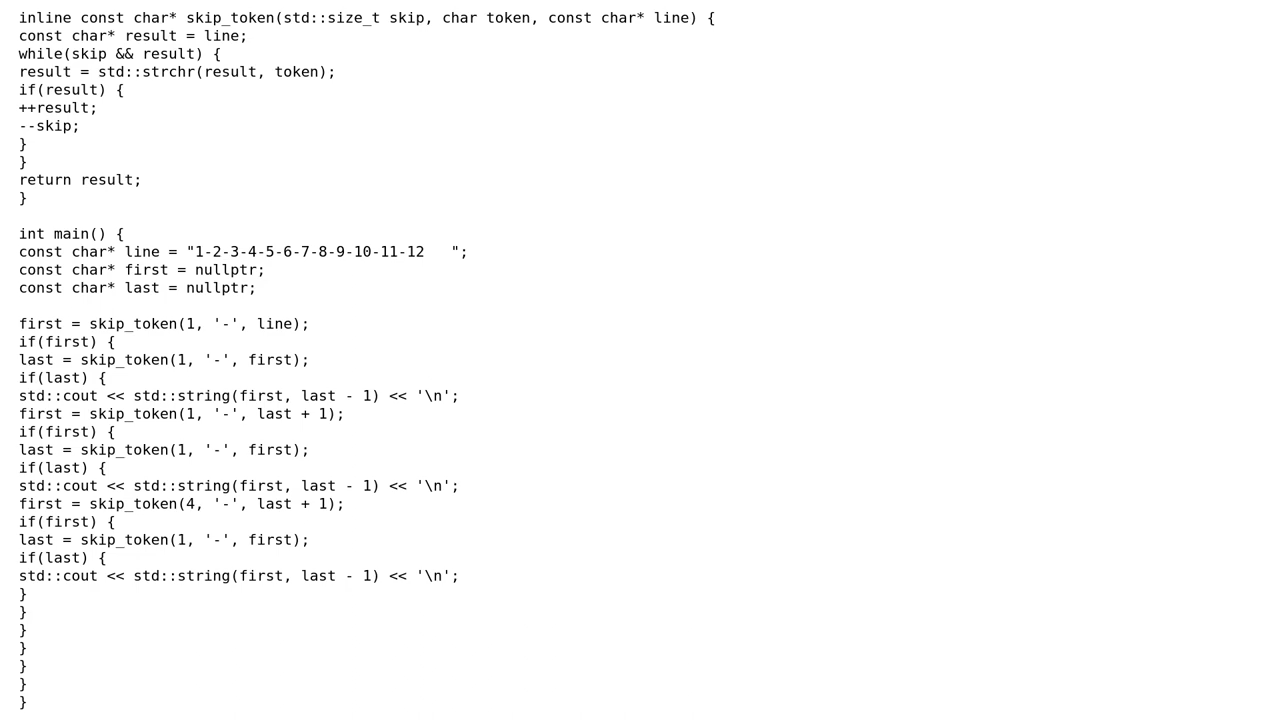 inline const char* skip_token(std::size_t skip, char token, const char* line) {
const char* result = line;
while(skip && result) {
result = std::strchr(result, token);
if(result) {
++result;
--skip;
}
}
return result;
}

int main() {
const char* line = "1-2-3-4-5-6-7-8-9-10-11-12   ";
const char* first = nullptr;
const char* last = nullptr;

first = skip_token(1, '-', line);
if(first) {
last = skip_token(1, '-', first);
if(last) {
std::cout << std::string(first, last - 1) << '\n';
first = skip_token(1, '-', last + 1);
if(first) {
last = skip_token(1, '-', first);
if(last) {
std::cout << std::string(first, last - 1) << '\n';
first = skip_token(4, '-', last + 1);
if(first) {
last = skip_token(1, '-', first);
if(last) {
std::cout << std::string(first, last - 1) << '\n';
}
}
}
}
}
}
}